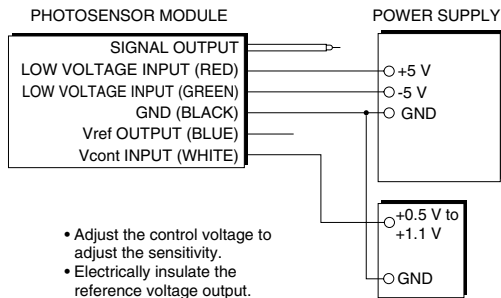 PHOTOSENSOR MODULE
POWER SUPPLY
SIGNAL OUTPUT
LOW VOLTAGE INPUT (RED)
+5 V
LOW VOLTAGE INPUT (GREEN)
-5 V
GND (BLACK)
GND
Vref OUTPUT (BLUE)
Vcont INPUT (WHITE)
+0.5 V to
+1.1 V
GND
• Adjust the control voltage to
adjust the sensitivity.
• Electrically insulate the
reference voltage output.